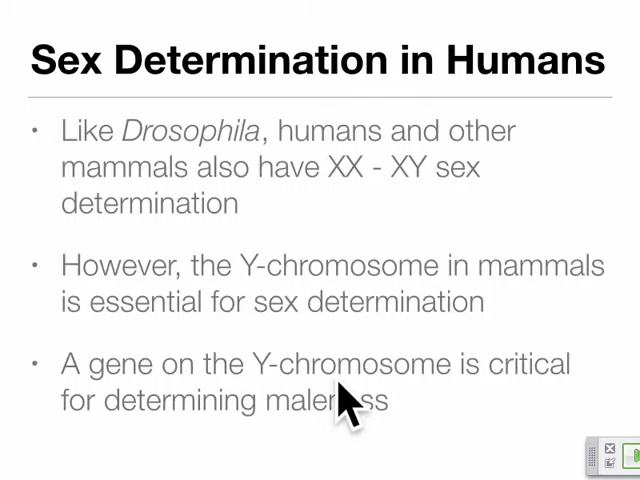 Sex Determination in Humans
• Like Drosophila, humans and other
mammals also have XX - XY sex
determination
• However, the Y-chromosome in mammals
is essential for sex determination
• A gene on the Y-chromosome is critical
for determining